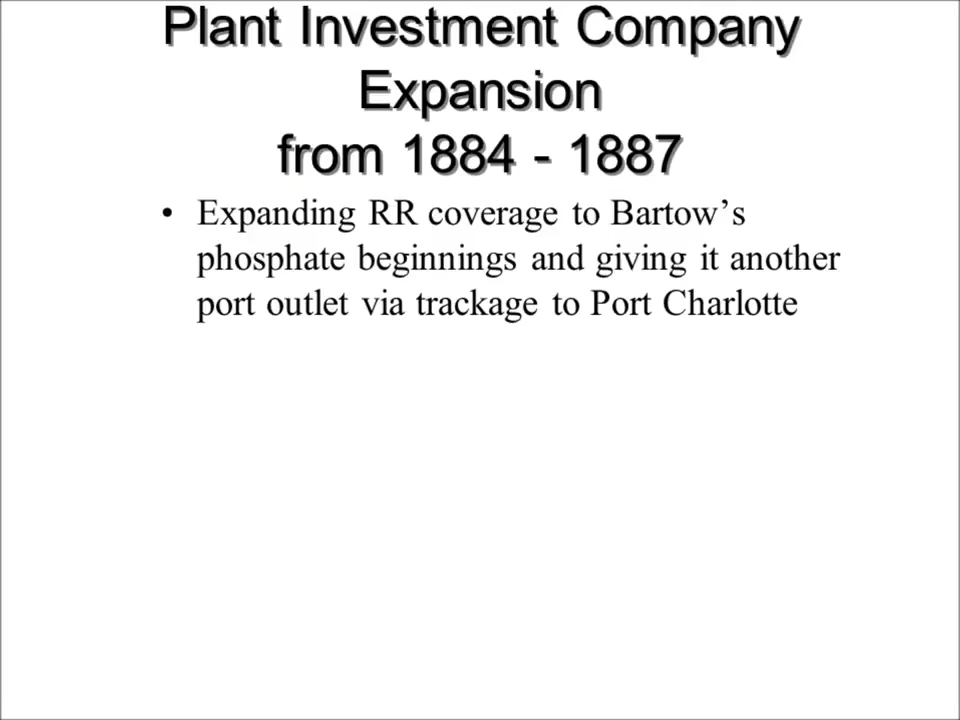 Plant Investment Company
Expansion
from 1884 - 1887
• Expanding RR coverage to Bartow’s
phosphate beginnings and giving it another
port outlet via trackage to Port Charlotte